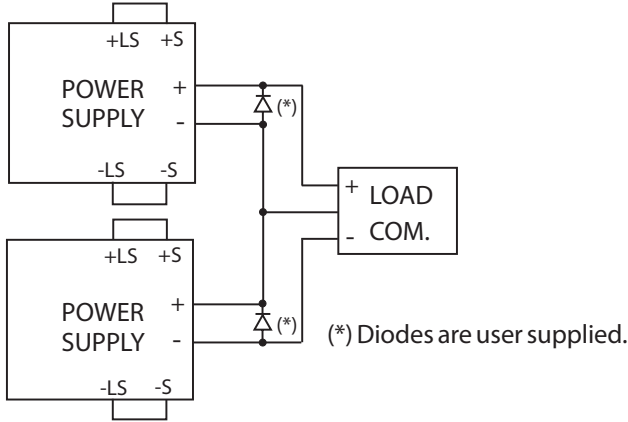 +LS +S
POWER +
SUPPLY -
(*)
-LS -S
+ LOAD
- COM.
+LS +S
POWER +
SUPPLY -
(*)
(*) Diodes are user supplied.
-LS -S